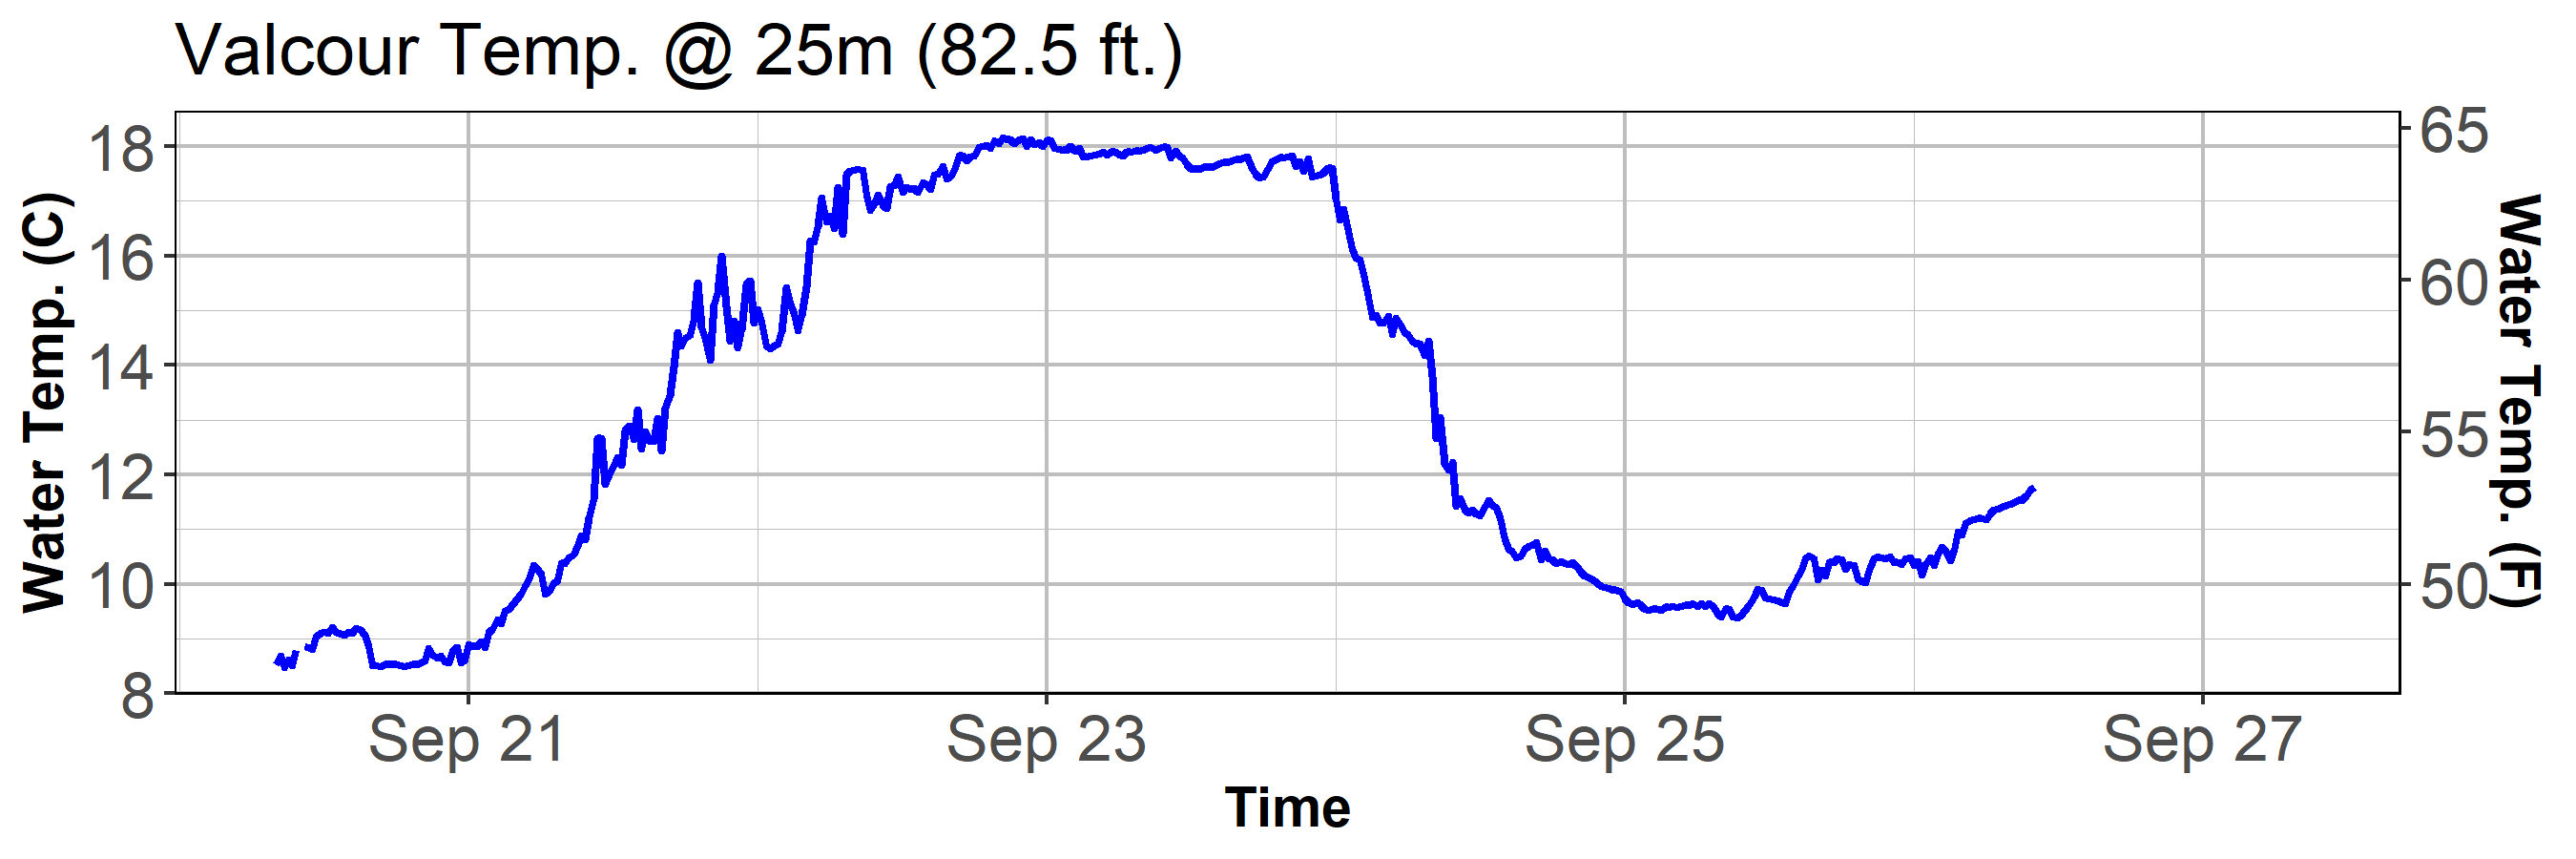 Valcour Temp. @ 25m (82.5 ft.)
Water Temp. (C)
18
16
14
12
10
8
65
60
55
50
Water Temp. (F)
Sep 21 Sep 23 Sep 25 Sep 27
Time